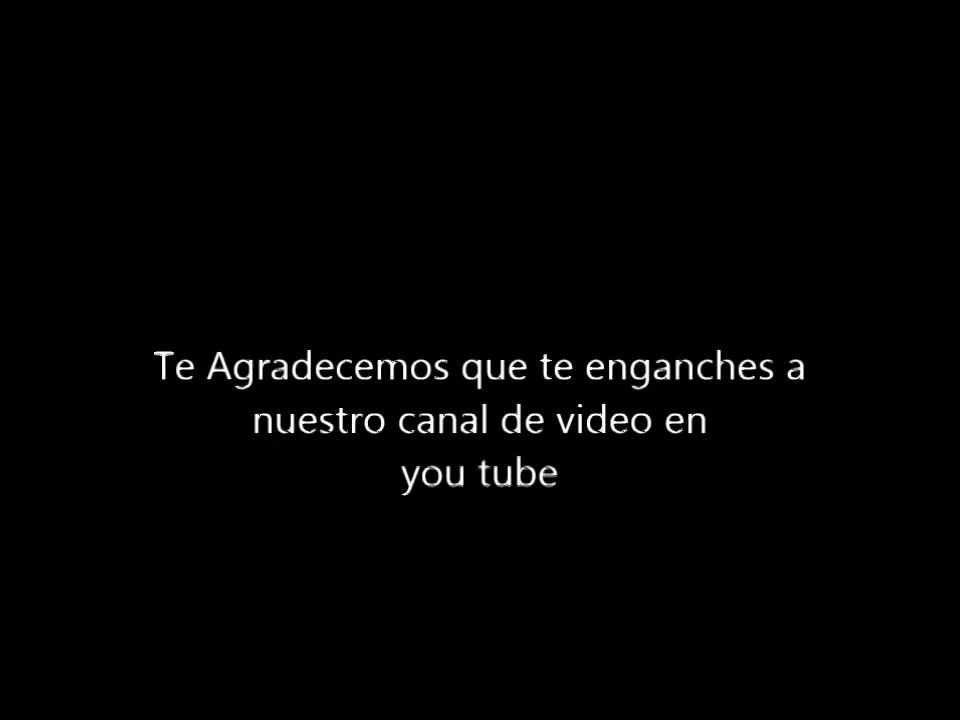 Te Agradecemos que te enganches a
nuestro canal de video en
you tube